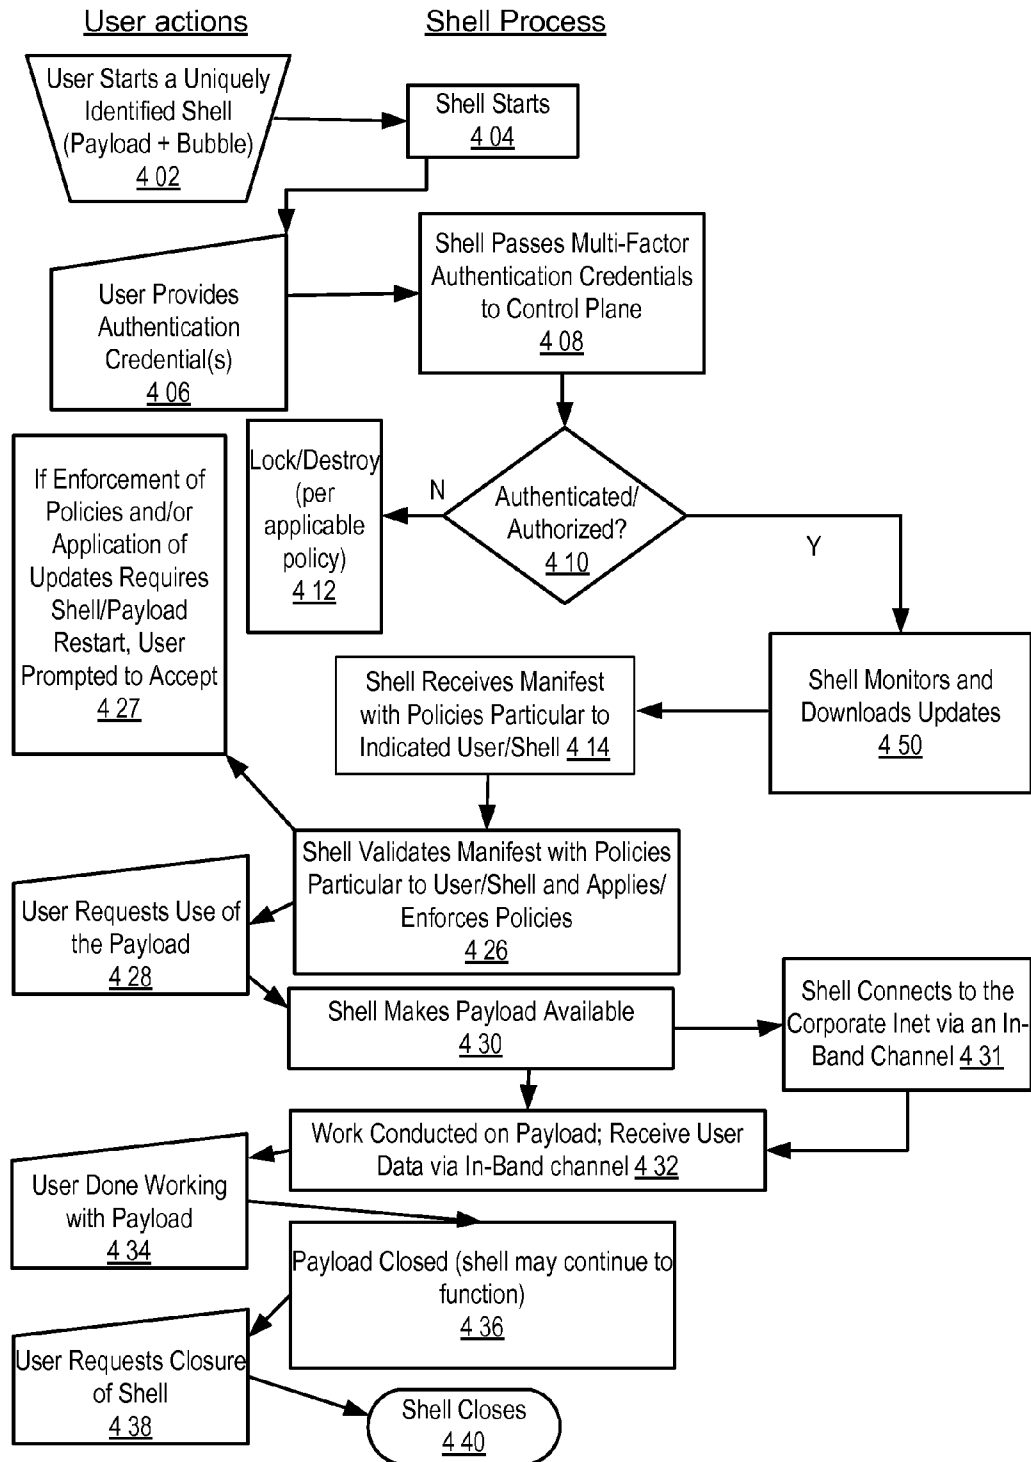 User actions
Shell Process
User Starts a Uniquely
Identified Shell
(Payload + Bubble)
4 02
Shell Starts
4 04
User Provides
Authentication
Credential(s)
4 06
Shell Passes Multi-Factor
Authentication Credentials
to Control Plane
4 08
Authenticated/
Authorized?
4 10
N
Y
Lock/Destroy
(per
applicable
policy)
4 12
If Enforcement of
Policies and/or
Application of
Updates Requires
Shell/Payload
Restart, User
Prompted to Accept
4 27
Shell Monitors and
Downloads Updates
4 50
Shell Receives Manifest
with Policies Particular to
Indicated User/Shell 4 14
Shell Validates Manifest with Policies
Particular to User/Shell and Applies/
Enforces Policies
4 26
User Requests Use of
the Payload
4 28
Shell Makes Payload Available
4 30
Shell Connects to the
Corporate Inet via an In-
Band Channel 4 31
Work Conducted on Payload; Receive User
Data via In-Band channel 4 32
User Done Working
with Payload
4 34
Payload Closed (shell may continue to
function)
4 36
User Requests Closure
of Shell
4 38
Shell Closes
4 40